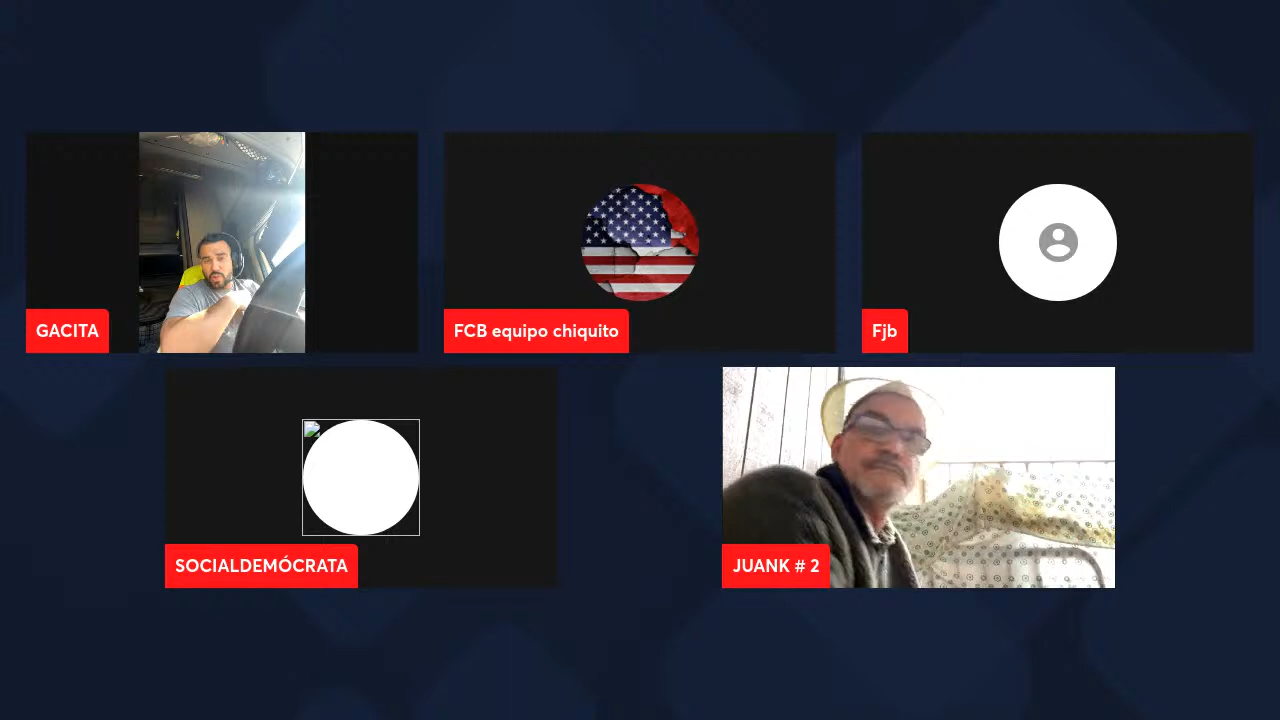 GACITA
FCB equipo chiquito
Fjb
SOCIALDEMÓCRATA
JUANK # 2